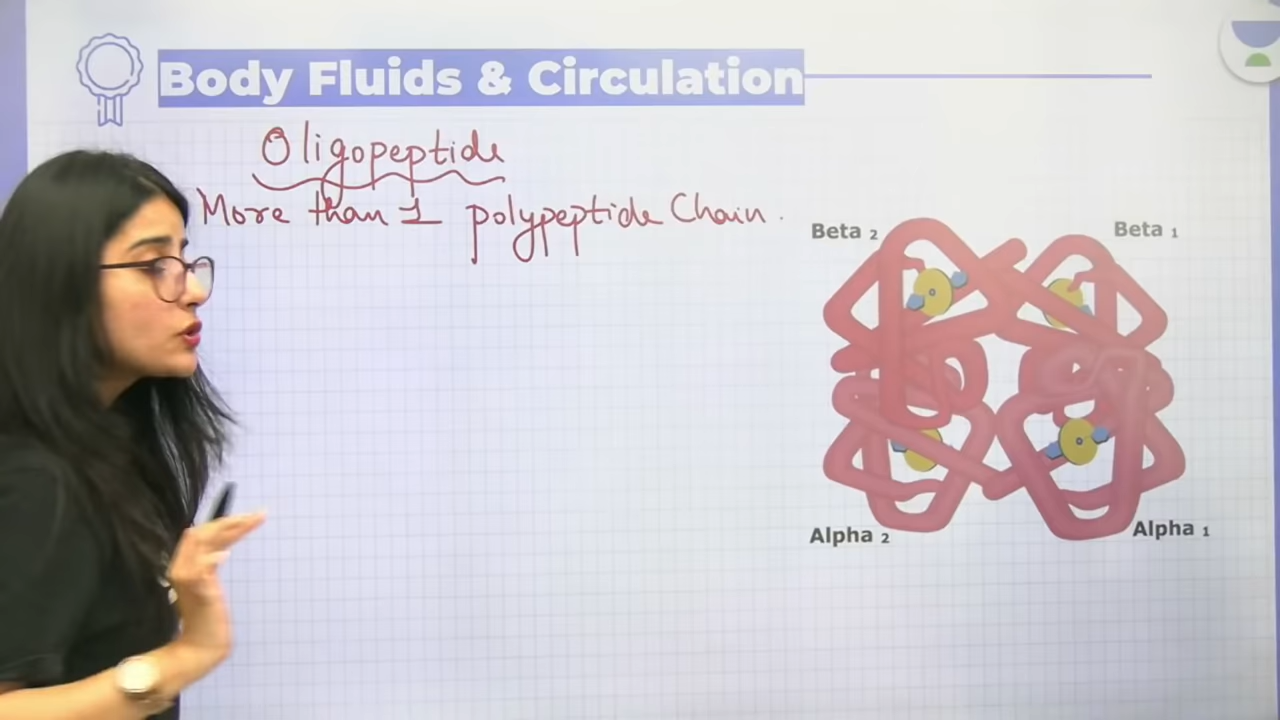 Body Fluids & Circulation
Oligopeptide
More than 1 polypeptide Chain.
Beta 2
Beta 1
Alpha 2
Alpha 1